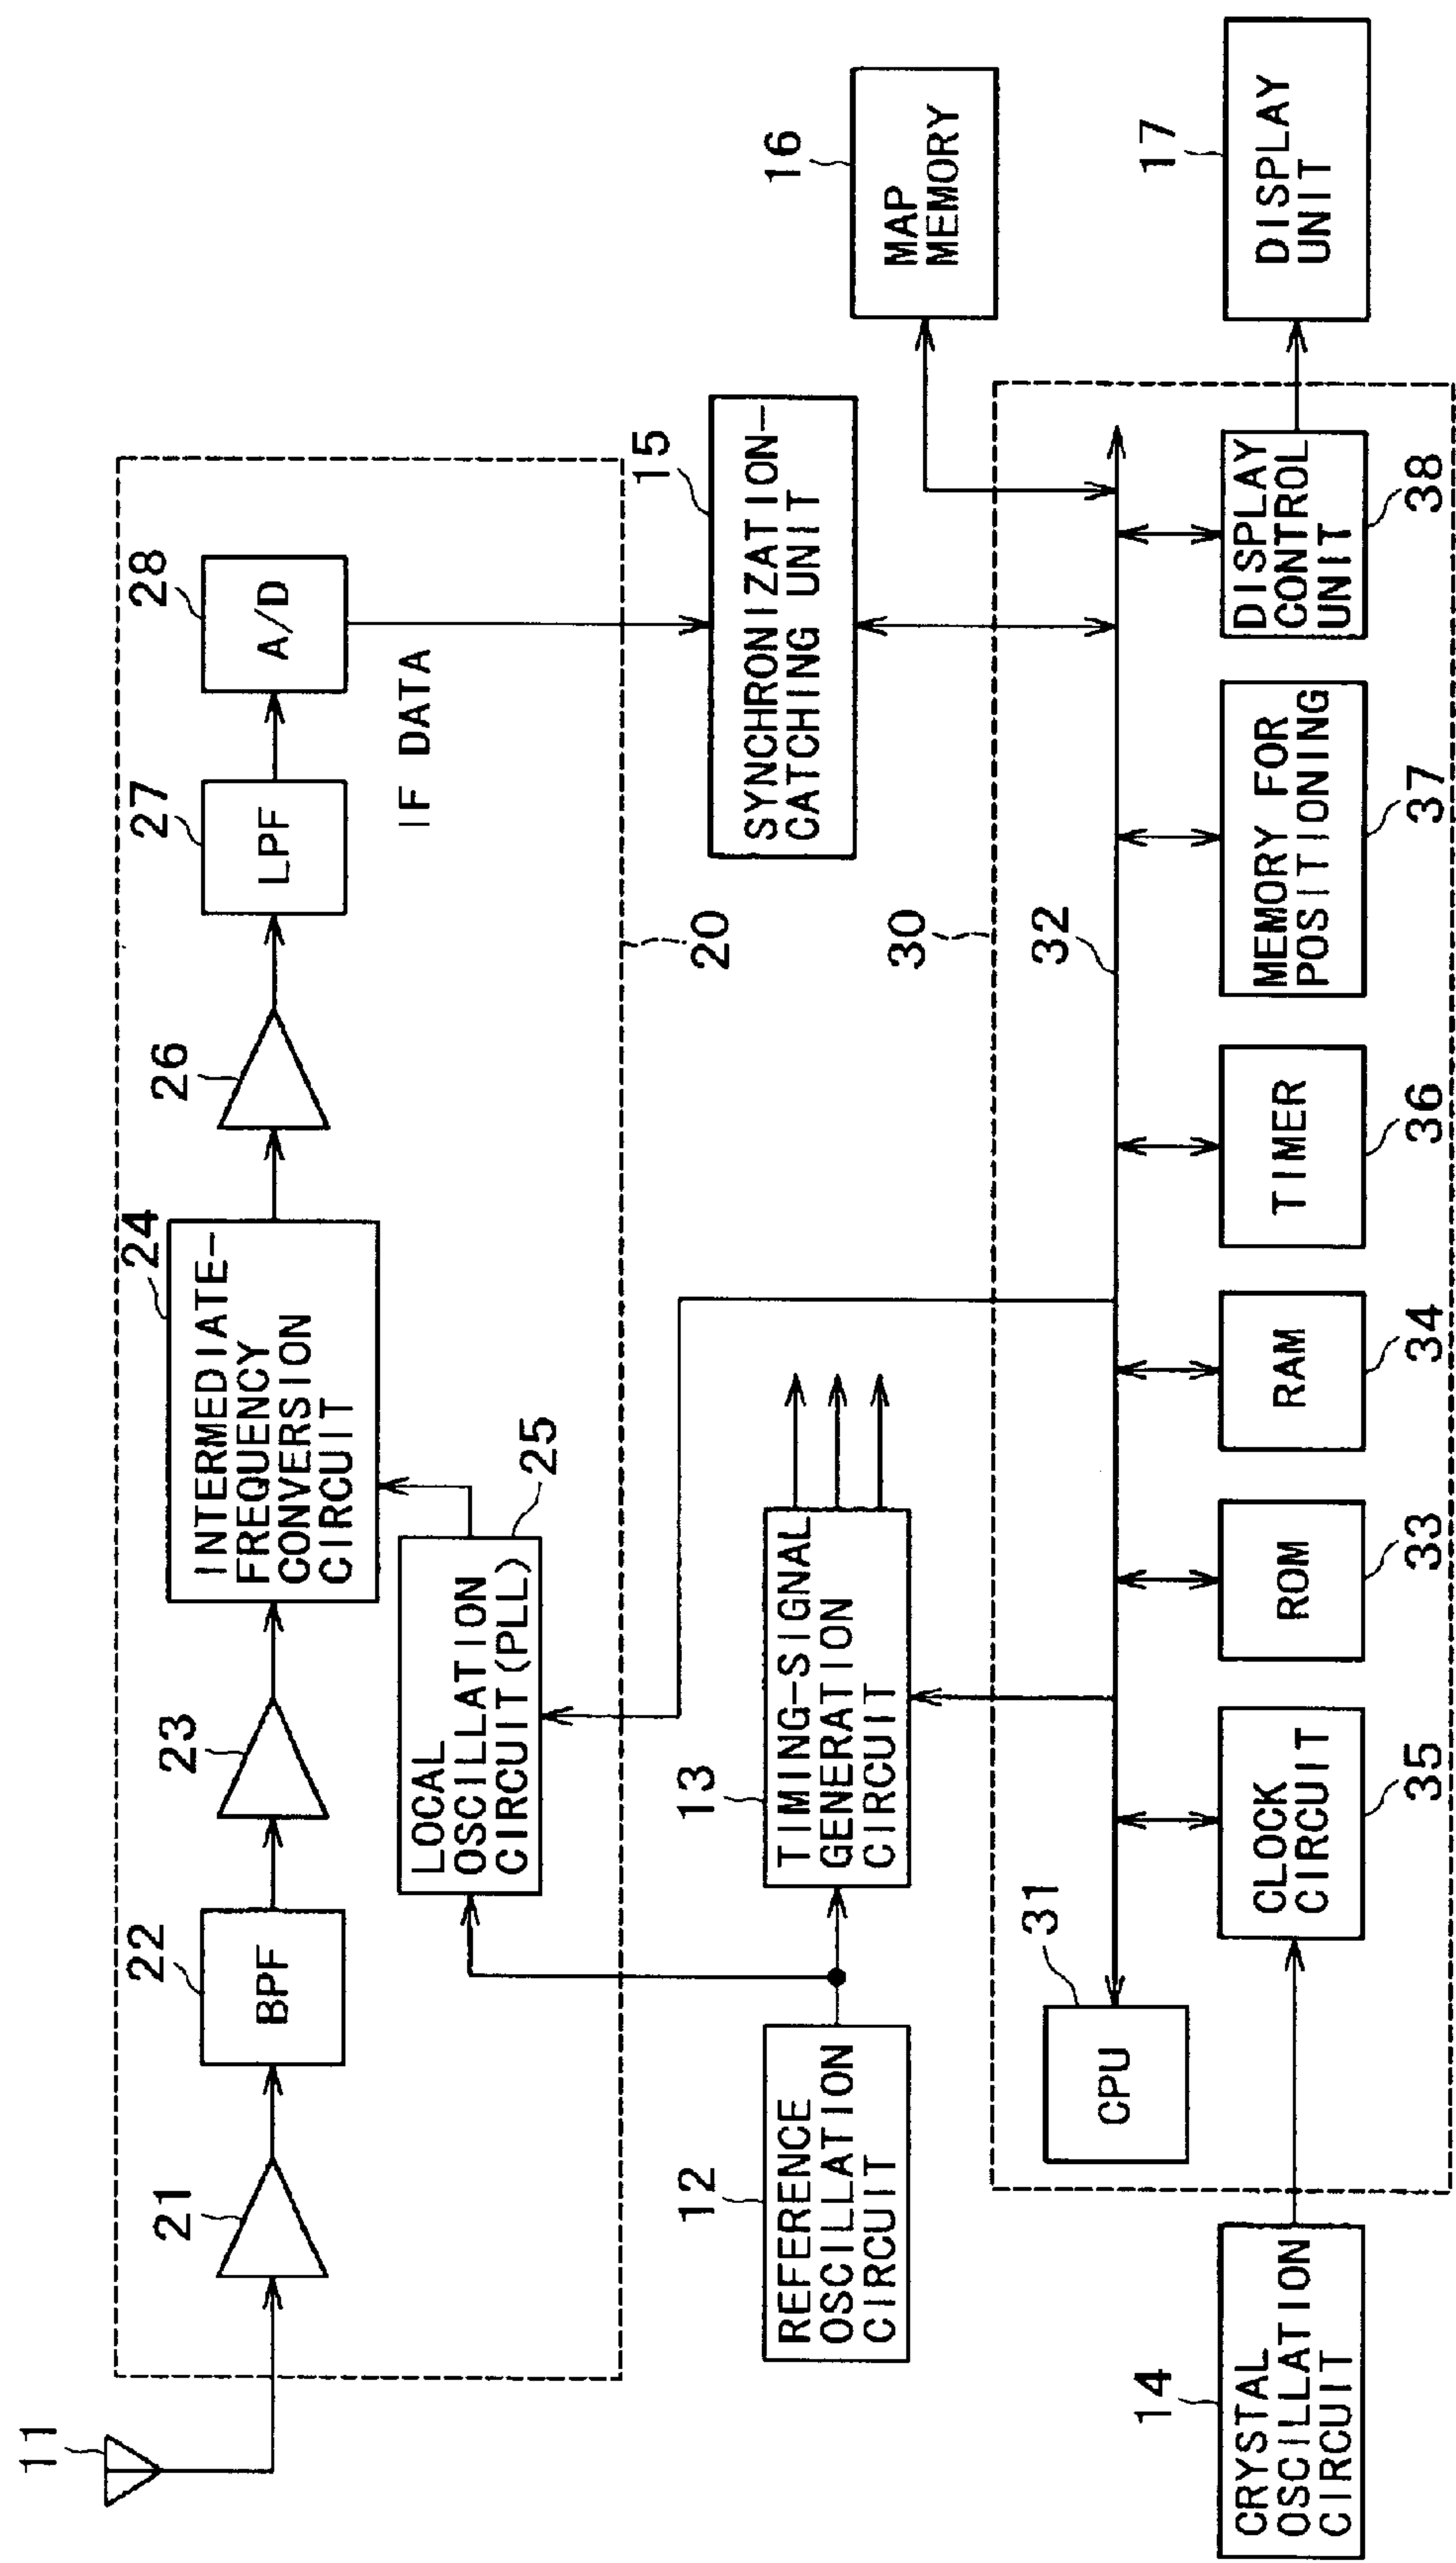 11
21
22
BPF
23
24
INTERMEDIATE-
FREQUENCY
CONVERSION
CIRCUIT
26
27
LPF
28
A/D
IF DATA
LOCAL
OSCILLATION
CIRCUIT(PLL)
25
20
12
REFERENCE
OSCILLATION
CIRCUIT
13
TIMING-SIGNAL
GENERATION
CIRCUIT
15
SYNCHRONIZATION-
CATCHING UNIT
16
MAP
MEMORY
30
31
CPU
32
14
CRYSTAL
OSCILLATION
CIRCUIT
CLOCK
CIRCUIT
35
ROM
33
RAM
34
TIMER
36
MEMORY FOR
POSITIONING
37
DISPLAY
CONTROL
UNIT
38
17
DISPLAY
UNIT